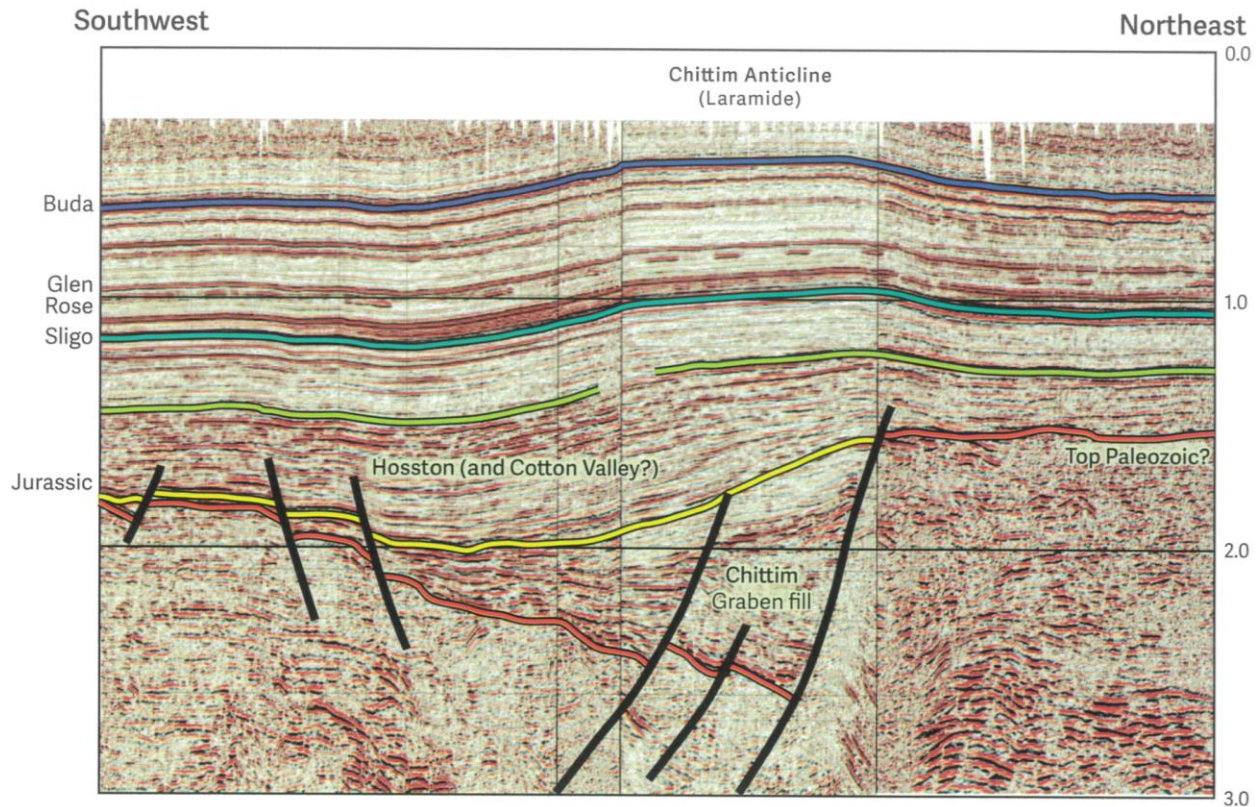 Southwest
Northeast
0.0
Chittim Anticline
(Laramide)
Buda
Glen
Rose
1.0
Sligo
Hosston (and Cotton Valley?)
Top Paleozoic?
Jurassic
2.0
Chittim
Graben fill
3.0